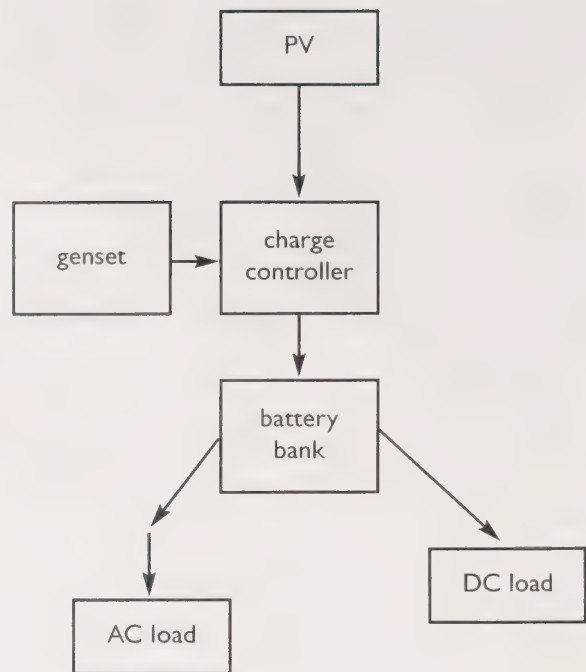 PV
genset
charge
controller
battery
bank
DC load
AC load